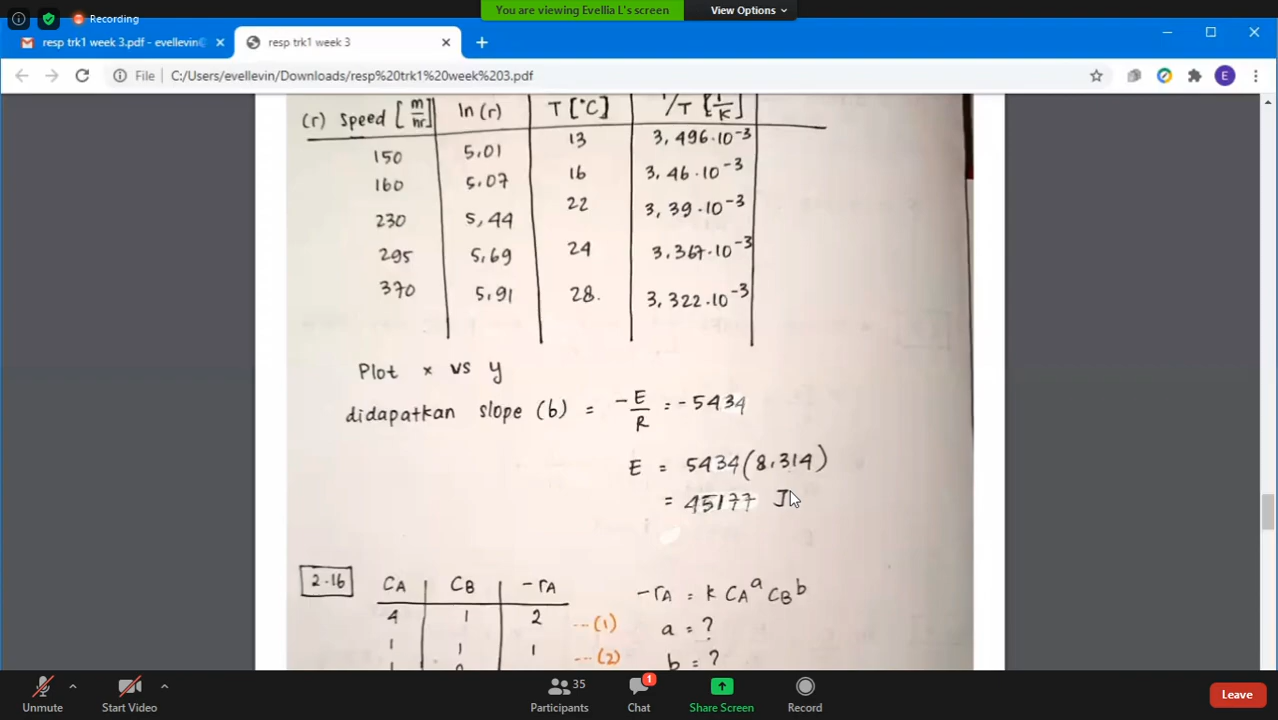 Recording
You are viewing Evellia L's screen
View Options
resp trk1 week 3.pdf - evellevin
resp trk1 week 3
File
C:/Users/evellevin/Downloads/resp%20trk1%20week%203.pdf
E
(r) Speed [m/hr] ln (r) T [°C] 1/T [1/K]
150 5,01 13 3,496.10⁻³
160 5,07 16 3,46.10⁻³
230 5,44 22 3,39.10⁻³
295 5,69 24 3,367.10⁻³
370 5,91 28. 3,322.10⁻³
Plot x vs y
didapatkan slope (b) = -E/R = -5434
E = 5434 (8,314)
= 45177 J
2.16 CA CB -rA -rA = k CA^a CB^b
4 1 2 ...(1) a = ?
1 1 1 ...(2) b = ?
Unmute
Start Video
35
Participants
1
Chat
Share Screen
Record
Leave